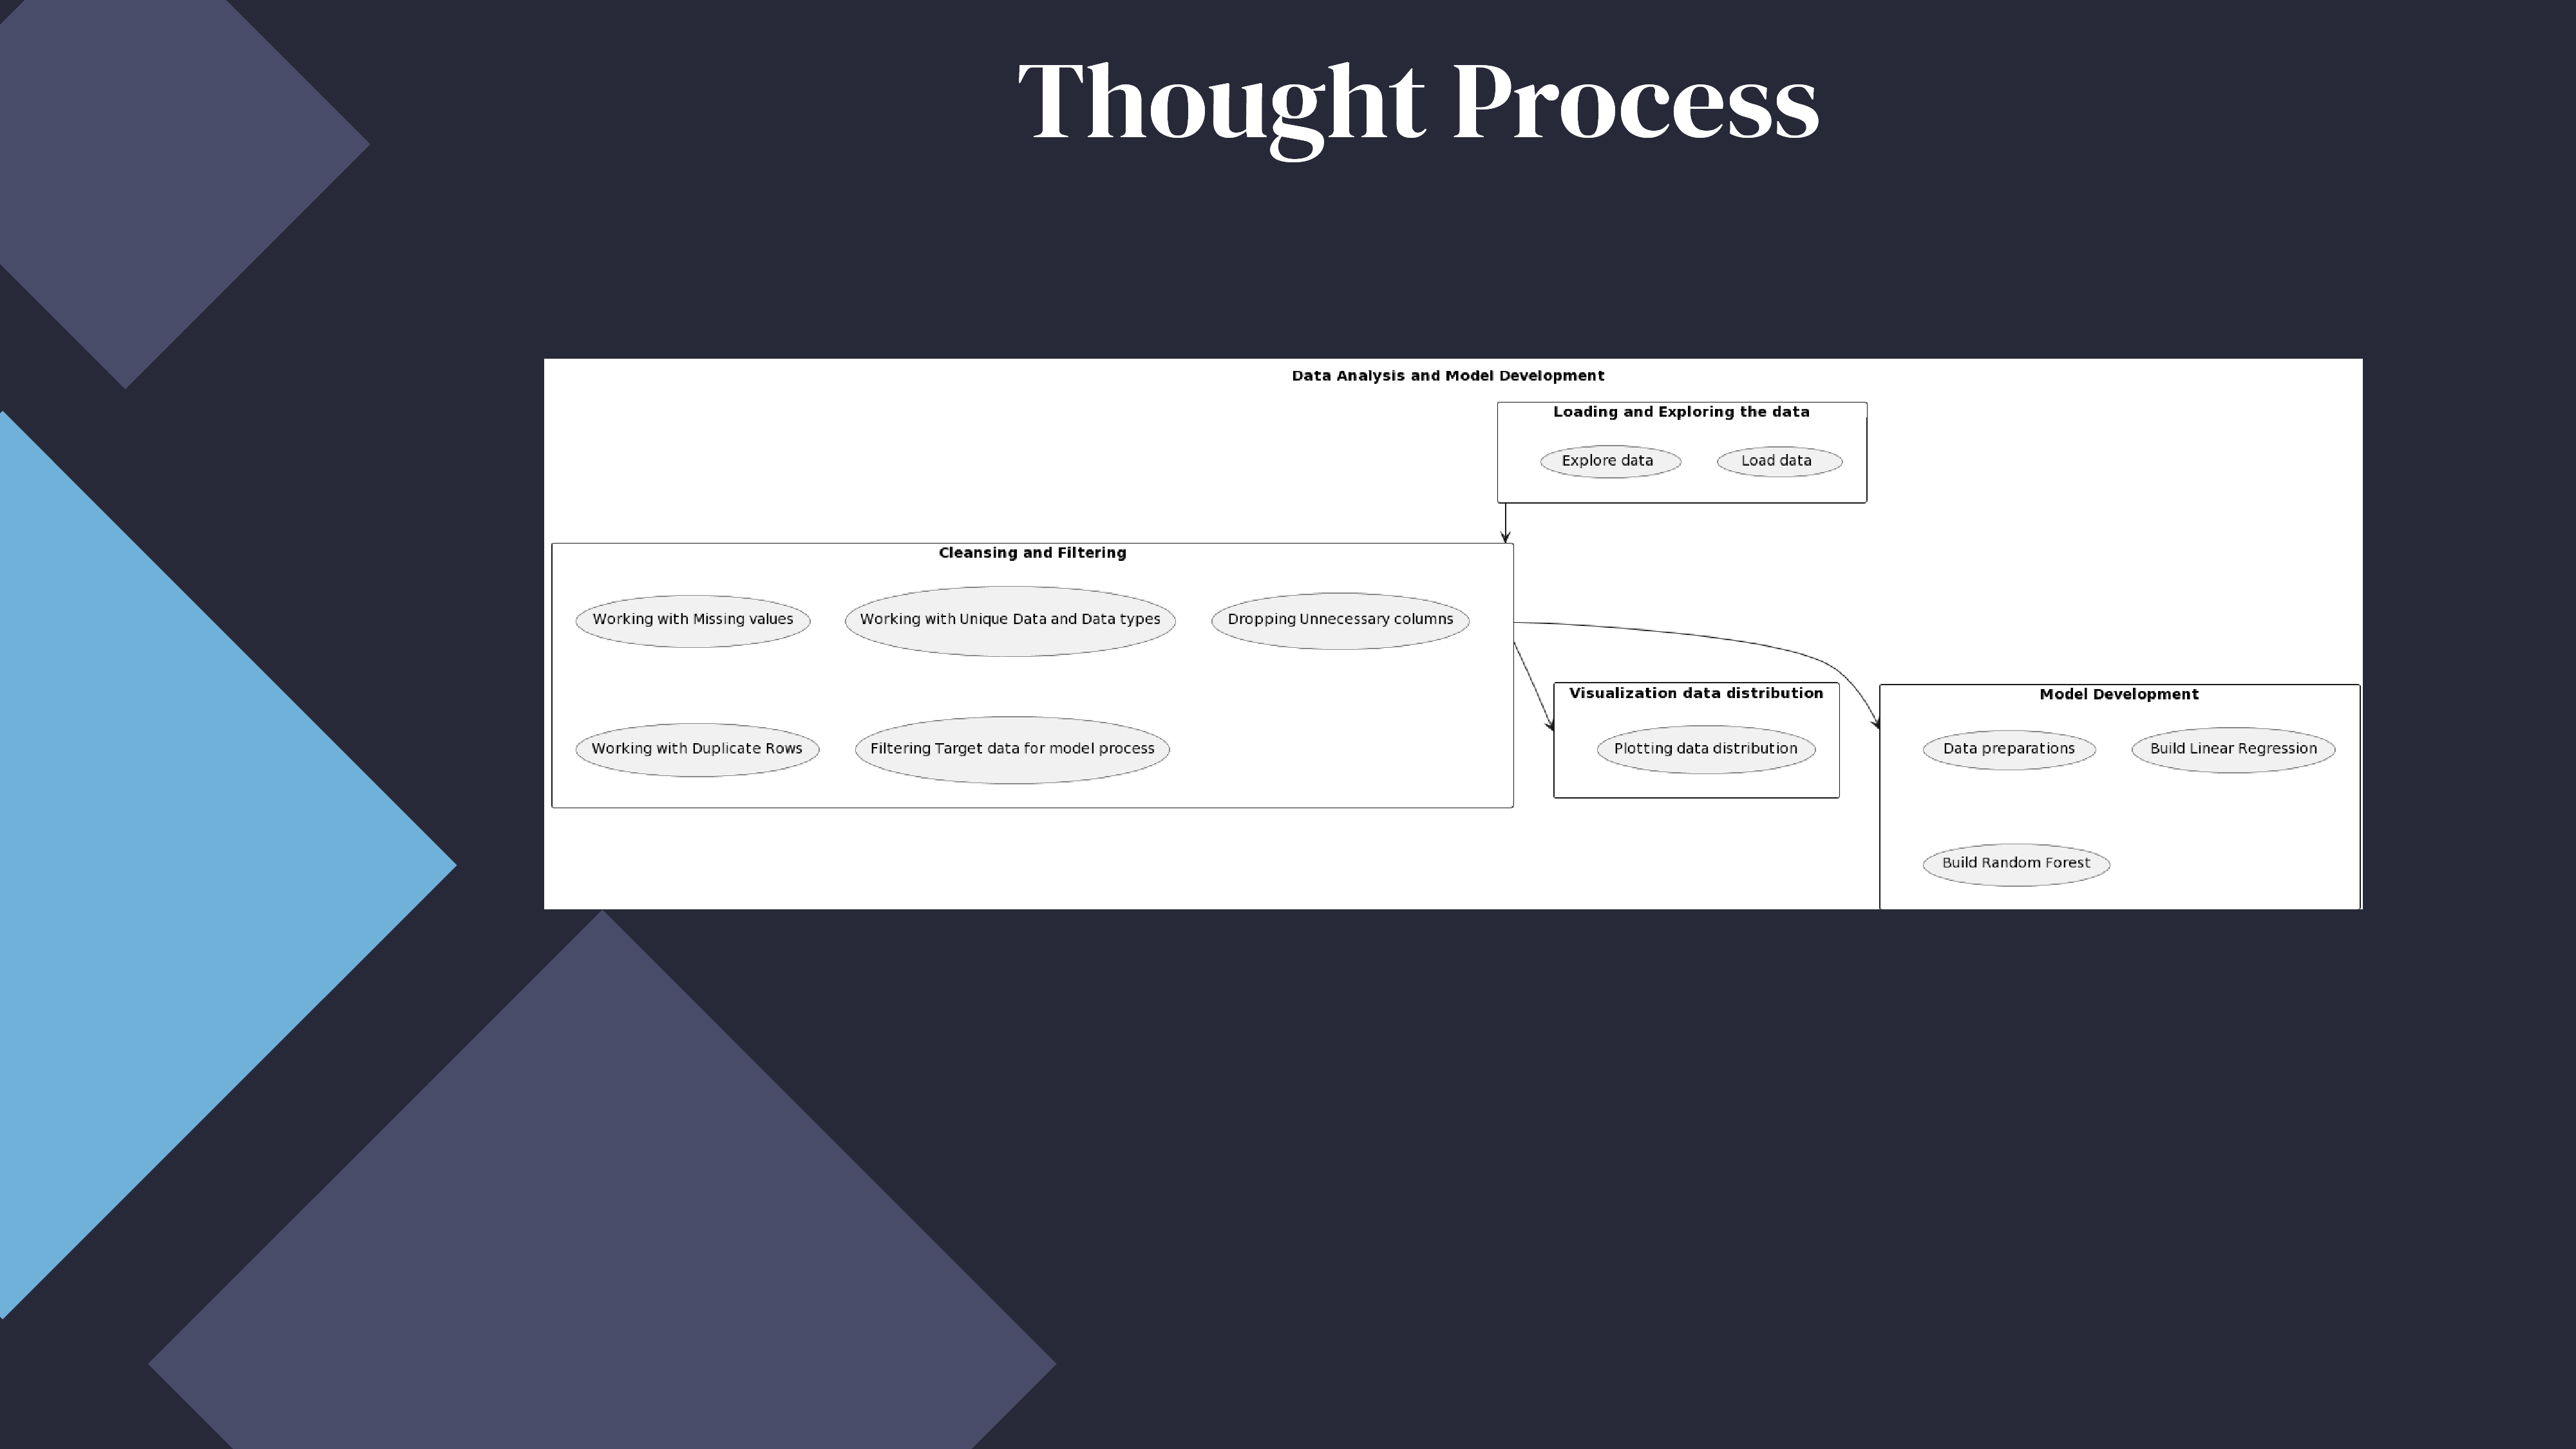 Thought Process
Data Analysis and Model Development
Loading and Exploring the data
Explore data
Load data
Cleansing and Filtering
Working with Missing values
Working with Unique Data and Data types
Dropping Unnecessary columns
Working with Duplicate Rows
Filtering Target data for model process
Visualization data distribution
Plotting data distribution
Model Development
Data preparations
Build Linear Regression
Build Random Forest